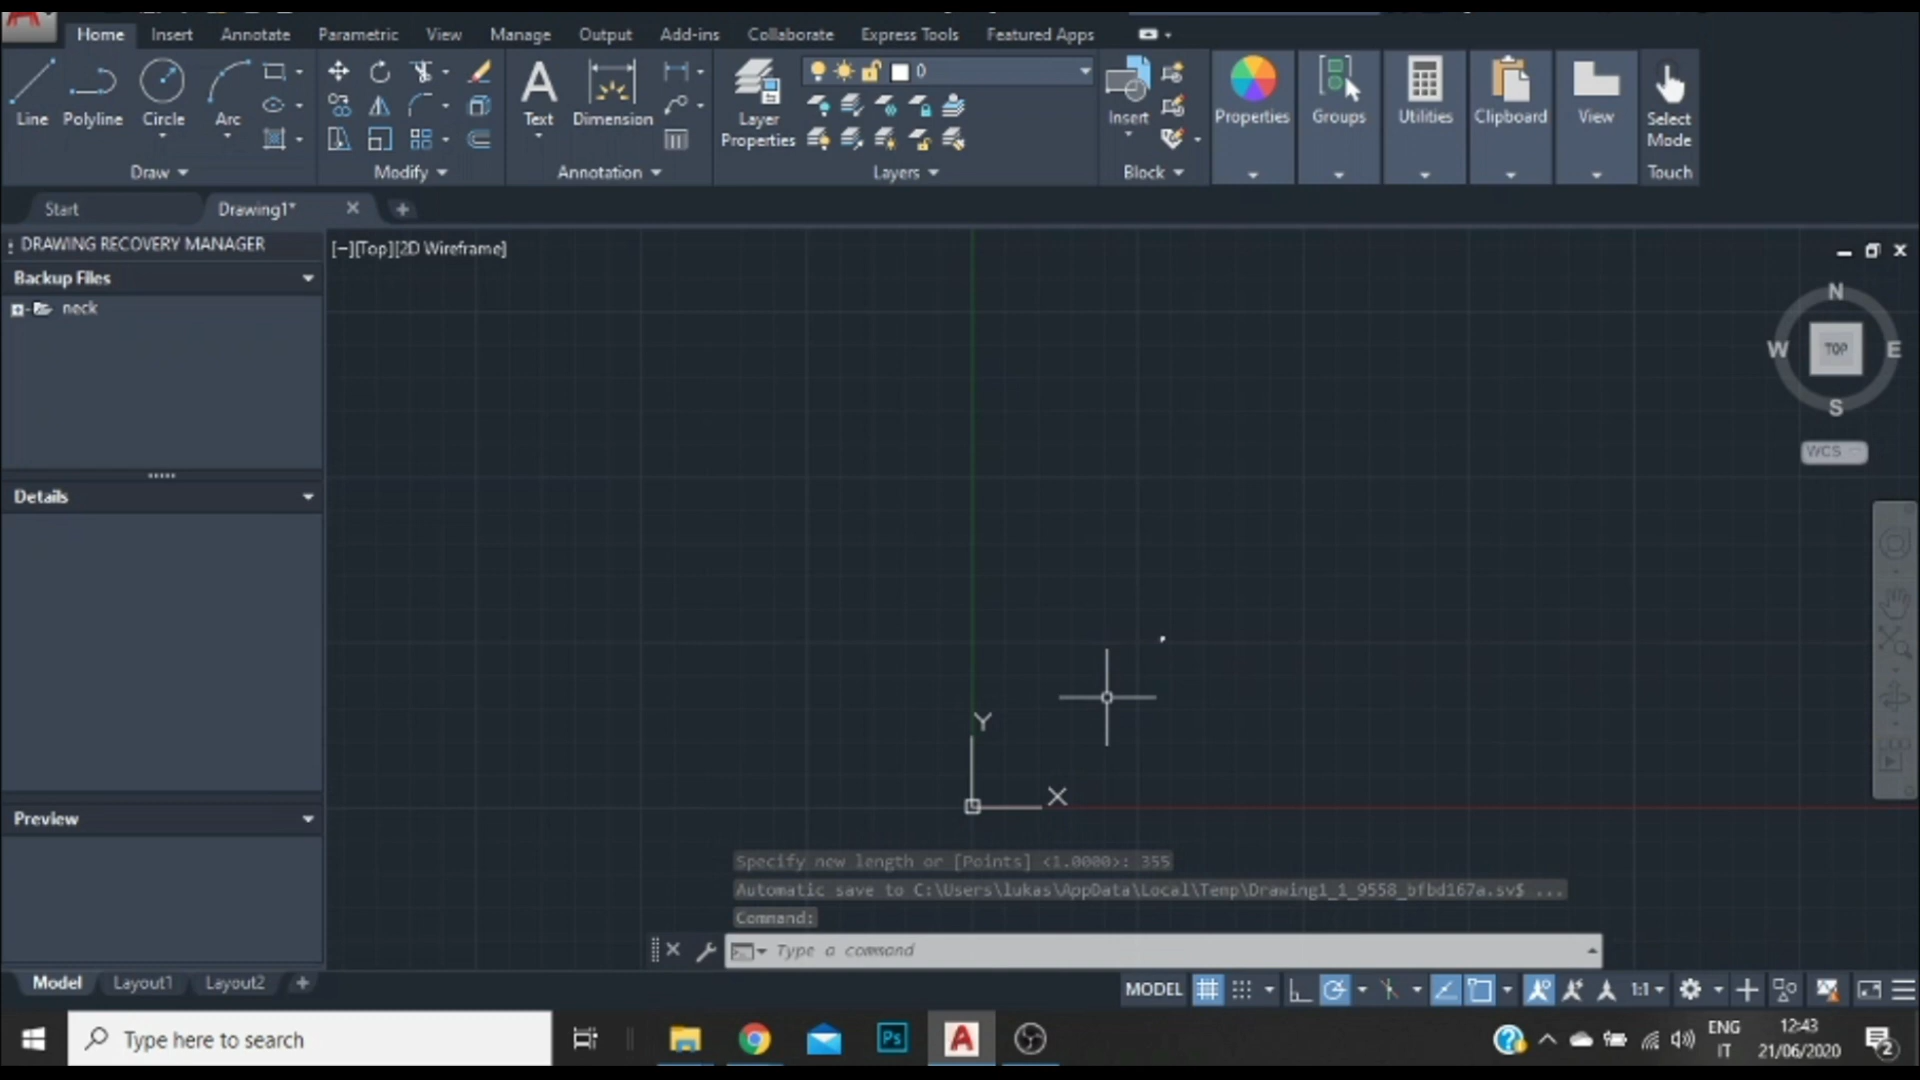 Home Insert Annotate Parametric View Manage Output Add-ins Collaborate Express Tools Featured Apps
0
Line Polyline Circle Arc Text Dimension Layer Properties Insert Properties Groups Utilities Clipboard View Select Mode
Draw Modify Annotation Layers Block Touch
Start Drawing1*
DRAWING RECOVERY MANAGER
[−][Top][2D Wireframe]
Backup Files
neck
N
W TOP E
S
WCS
Details
Y
X
Preview
Specify new length or [Points] <1.0000>: 355
Automatic save to C:\Users\lukas\AppData\Local\Temp\Drawing1_1_9558_bfbd167a.sv$ ...
Command:
Type a command
Model Layout1 Layout2
MODEL 1:1
Type here to search
Ps
ENG
IT
12:43
21/06/2020
2